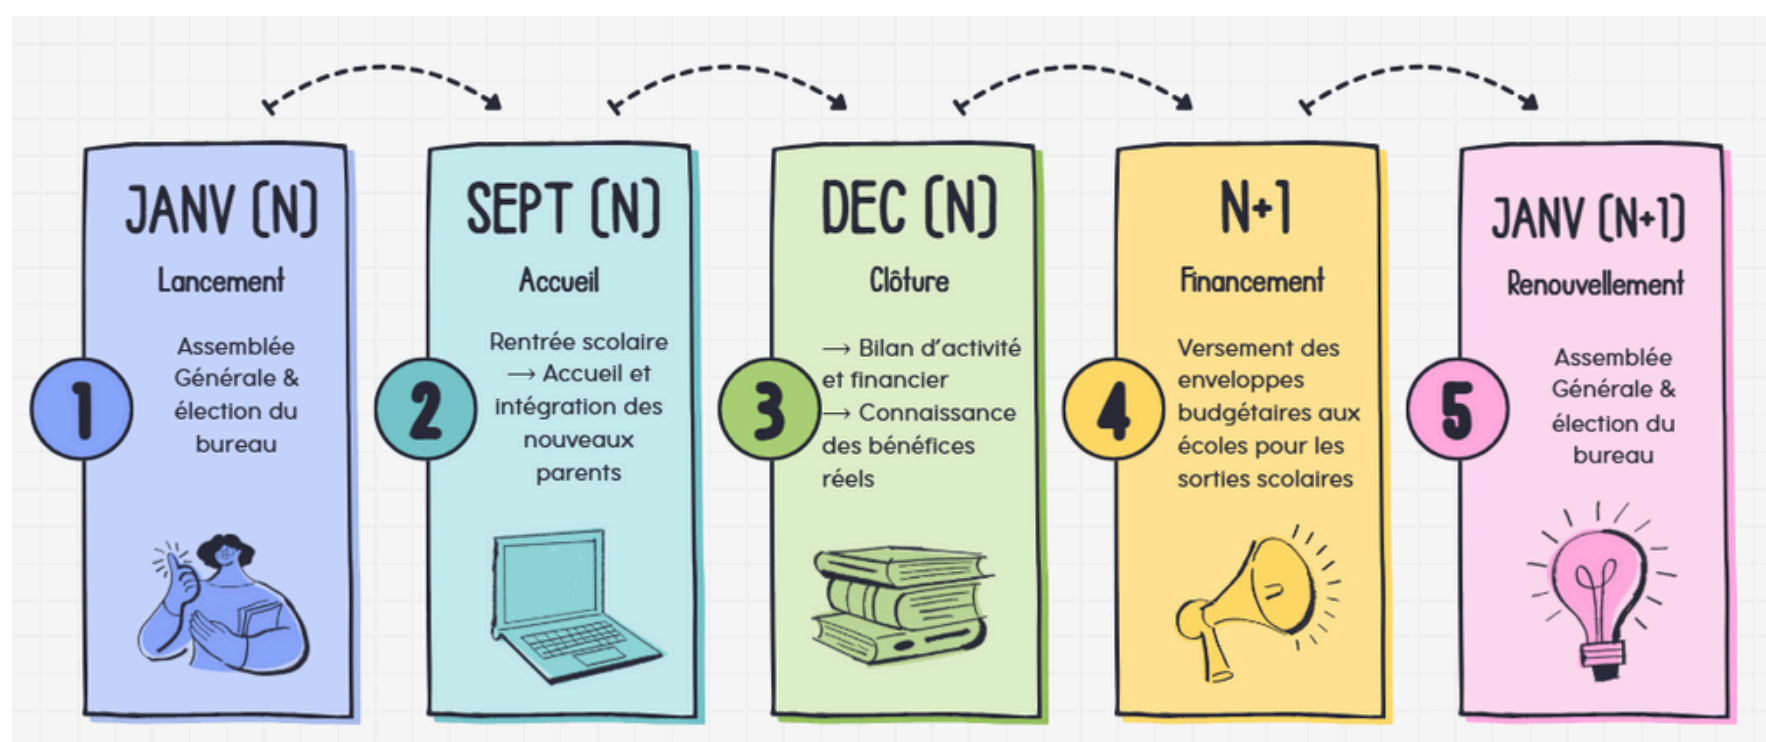 JANV (N)
Lancement
Assemblée
Générale &
élection du
bureau
1
SEPT (N)
Accueil
Rentrée scolaire
→ Accueil et
intégration des
nouveaux
parents
2
DEC (N)
Clôture
→ Bilan d'activité
et financier
→ Connaissance
des bénéfices
réels
3
N+1
Financement
Versement des
enveloppes
budgétaires aux
écoles pour les
sorties scolaires
4
JANV (N+1)
Renouvellement
Assemblée
Générale &
élection du
bureau
5